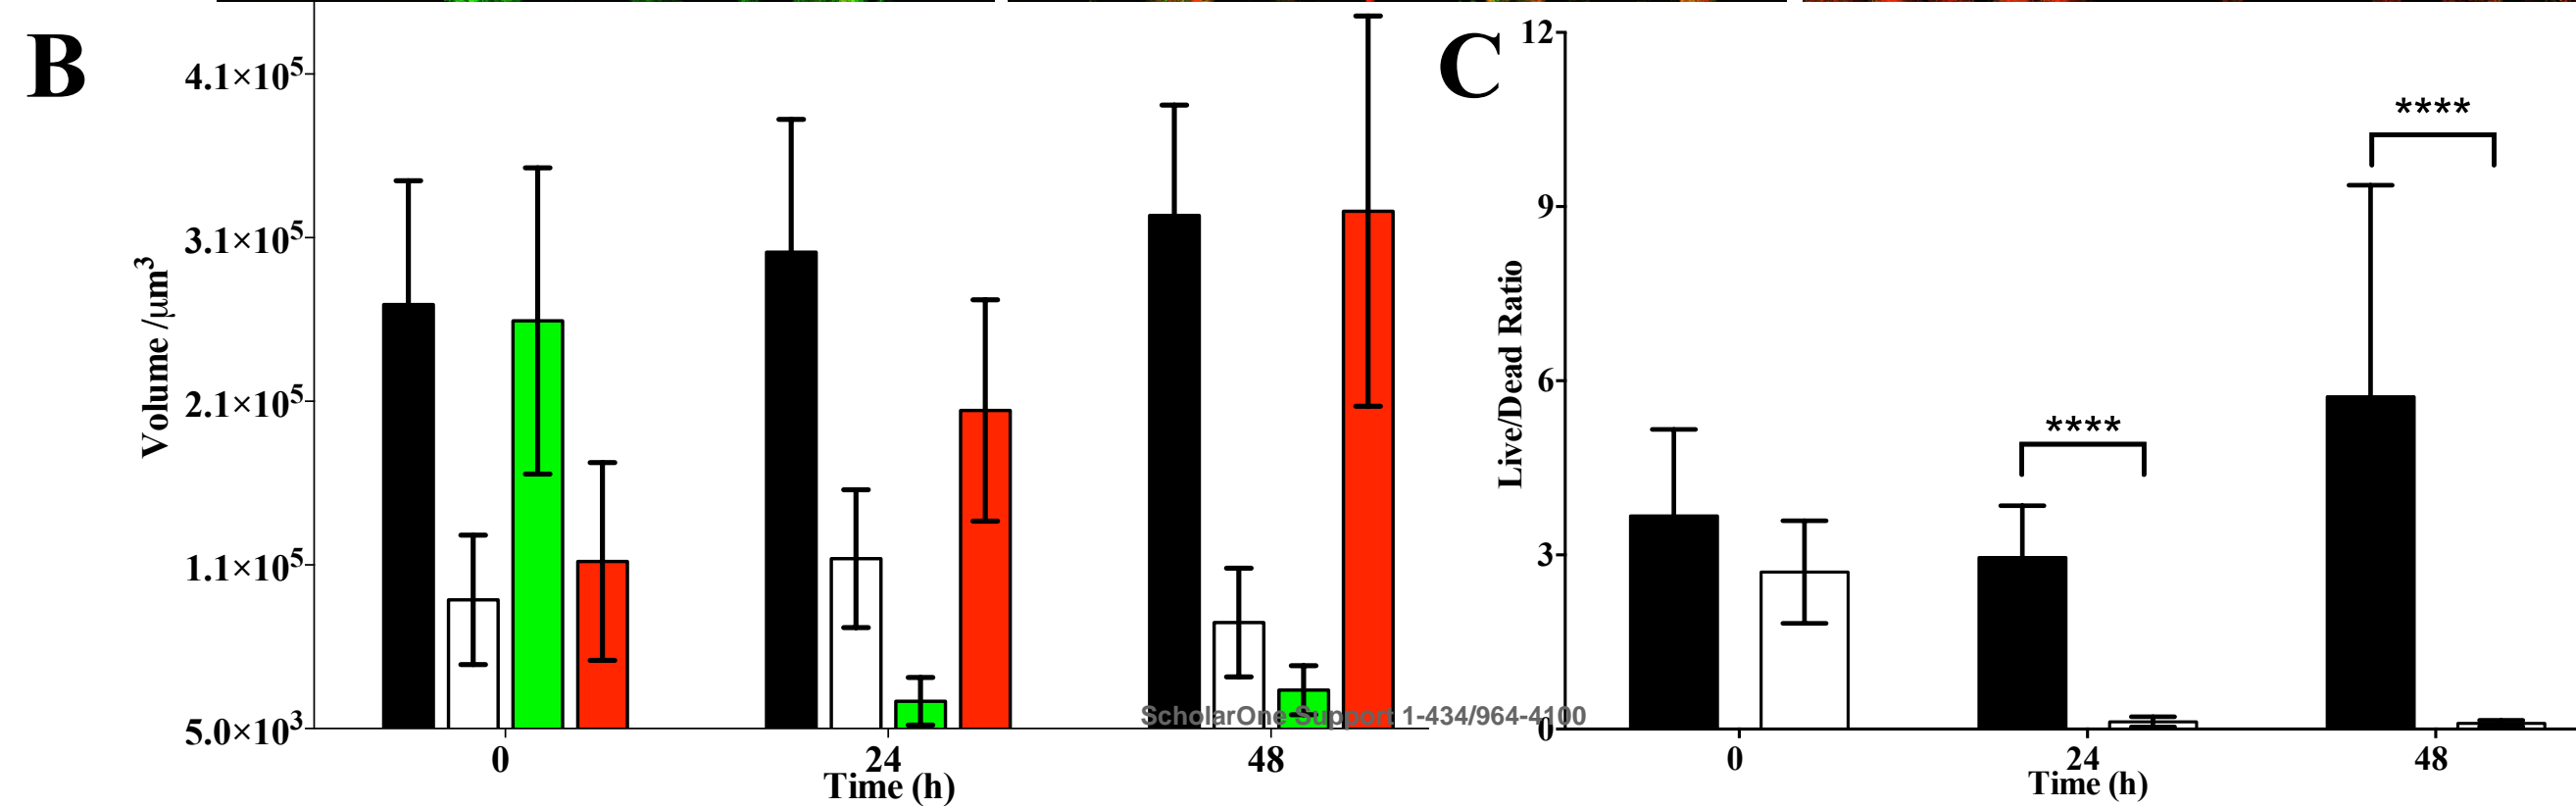 B
4.1×10⁵
3.1×10⁵
2.1×10⁵
1.1×10⁵
5.0×10³
Volume /µm³
0
24
48
Time (h)
C
12
9
6
3
0
Live/Dead Ratio
****
****
0
24
48
Time (h)
ScholarOne Support 1-434/964-4100